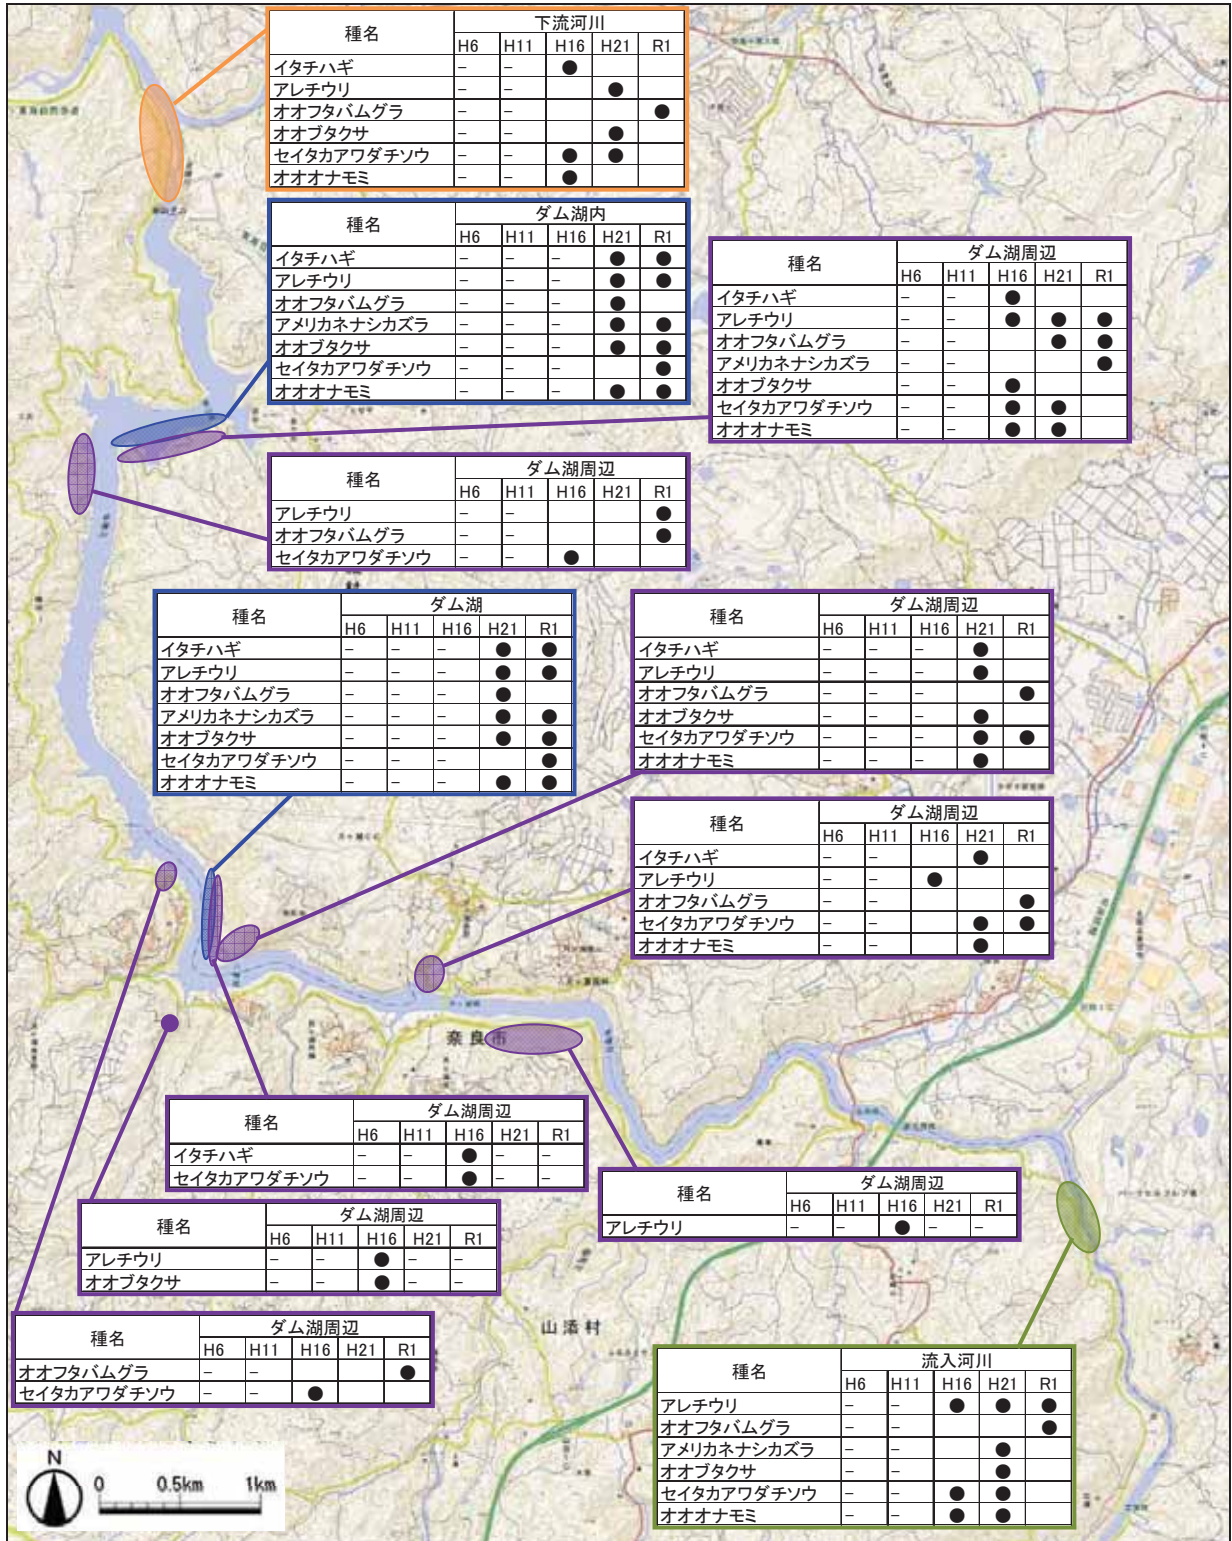 種名 下流河川
H6 H11 H16 H21 R1
イタチハギ － － ●
アレチウリ － － ●
オオフタバムグラ － － ●
オオブタクサ － － ●
セイタカアワダチソウ － － ● ●
オオオナモミ － － ●
種名 ダム湖内
H6 H11 H16 H21 R1
イタチハギ － － － ● ●
アレチウリ － － － ● ●
オオフタバムグラ － － － ●
アメリカネナシカズラ － － － ● ●
オオブタクサ － － － ● ●
セイタカアワダチソウ － － － ●
オオオナモミ － － － ● ●
種名 ダム湖周辺
H6 H11 H16 H21 R1
イタチハギ － － ●
アレチウリ － － ● ● ●
オオフタバムグラ － － ● ●
アメリカネナシカズラ － － ●
オオブタクサ － － ●
セイタカアワダチソウ － － ● ●
オオオナモミ － － ● ●
種名 ダム湖周辺
H6 H11 H16 H21 R1
アレチウリ － － ●
オオフタバムグラ － － ●
セイタカアワダチソウ － － ●
種名 ダム湖
H6 H11 H16 H21 R1
イタチハギ － － － ● ●
アレチウリ － － － ● ●
オオフタバムグラ － － － ●
アメリカネナシカズラ － － － ● ●
オオブタクサ － － － ● ●
セイタカアワダチソウ － － － ●
オオオナモミ － － － ● ●
種名 ダム湖周辺
H6 H11 H16 H21 R1
イタチハギ － － － ●
アレチウリ － － － ●
オオフタバムグラ － － － ●
オオブタクサ － － － ●
セイタカアワダチソウ － － － ● ●
オオオナモミ － － － ●
種名 ダム湖周辺
H6 H11 H16 H21 R1
イタチハギ － － ●
アレチウリ － － ●
オオフタバムグラ － － ●
セイタカアワダチソウ － － ● ●
オオオナモミ － － ●
奈良市
種名 ダム湖周辺
H6 H11 H16 H21 R1
イタチハギ － － ● － －
セイタカアワダチソウ － － ● － －
種名 ダム湖周辺
H6 H11 H16 H21 R1
アレチウリ － － ● － －
種名 ダム湖周辺
H6 H11 H16 H21 R1
アレチウリ － － ● － －
オオブタクサ － － ● － －
種名 ダム湖周辺
H6 H11 H16 H21 R1
オオフタバムグラ － － ●
セイタカアワダチソウ － － ●
山添村
種名 流入河川
H6 H11 H16 H21 R1
アレチウリ － － ● ● ●
オオフタバムグラ － － ●
アメリカネナシカズラ － － ●
オオブタクサ － － ●
セイタカアワダチソウ － － ● ●
オオオナモミ － － ● ●
N
0 0.5km 1km